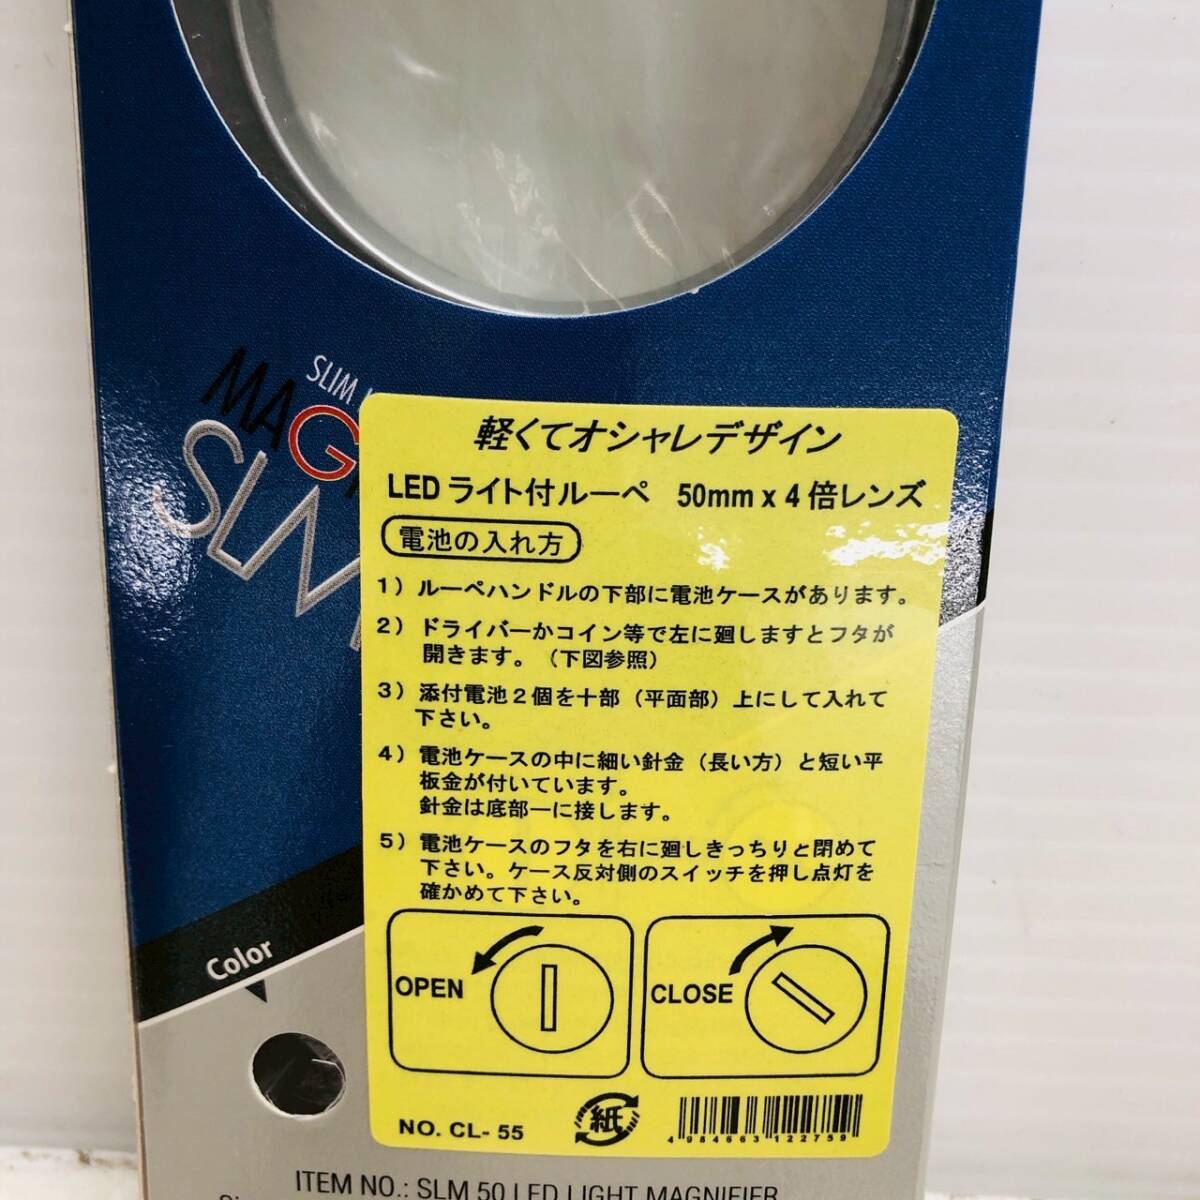 SLIM
MAG
SLM
軽くてオシャレデザイン
LED ライト付ルーペ 50mm x 4 倍レンズ
電池の入れ方
1) ルーペハンドルの下部に電池ケースがあります。
2) ドライバーかコイン等で左に廻しますとフタが
開きます。(下図参照)
3) 添付電池2個を十部(平面部)上にして入れて
下さい。
4) 電池ケースの中に細い針金(長い方)と短い平
板金が付いています。
針金は底部一に接します。
5) 電池ケースのフタを右に廻しきっちりと閉めて
下さい。ケース反対側のスイッチを押し点灯を
確かめて下さい。
OPEN
CLOSE
Color
NO. CL- 55
紙
4 984663 122759
ITEM NO.: SLM 50 LED LIGHT MAGNIFIER